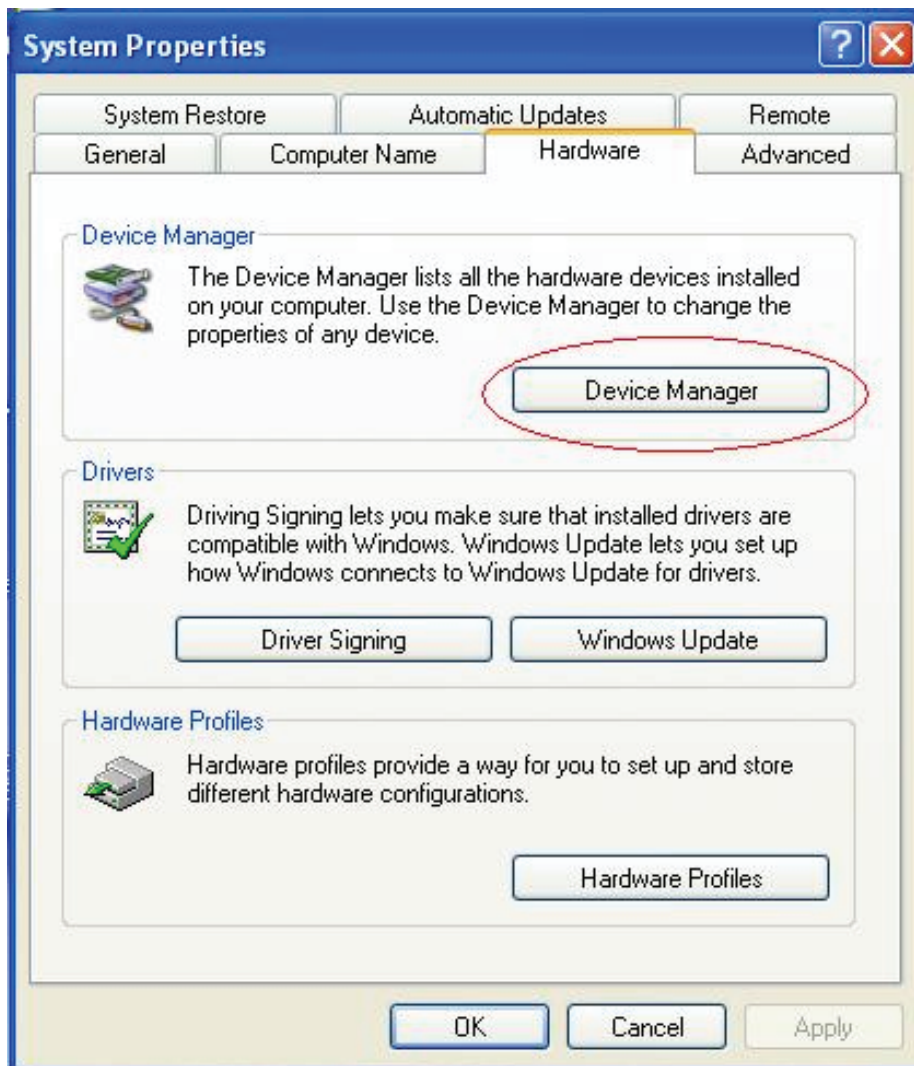 System Properties
System Restore Automatic Updates Remote
General Computer Name Hardware Advanced
Device Manager
The Device Manager lists all the hardware devices installed
on your computer. Use the Device Manager to change the
properties of any device.
Device Manager
Drivers
Driving Signing lets you make sure that installed drivers are
compatible with Windows. Windows Update lets you set up
how Windows connects to Windows Update for drivers.
Driver Signing Windows Update
Hardware Profiles
Hardware profiles provide a way for you to set up and store
different hardware configurations.
Hardware Profiles
OK Cancel Apply